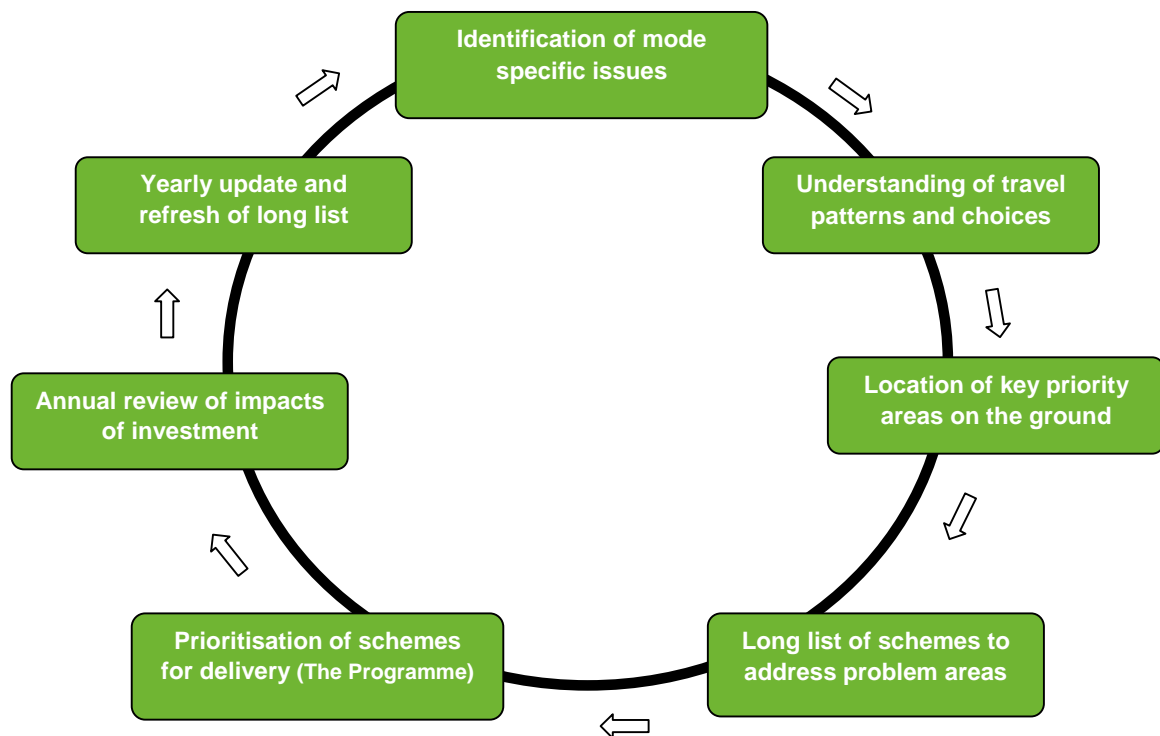 Identification of mode
specific issues
Understanding of travel
patterns and choices
Location of key priority
areas on the ground
Long list of schemes to
address problem areas
Prioritisation of schemes
for delivery (The Programme)
Annual review of impacts
of investment
Yearly update and
refresh of long list